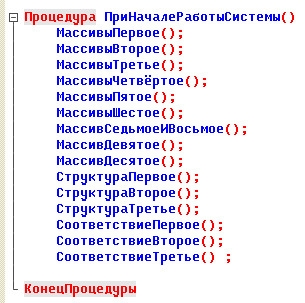 Процедура ПриНачалеРаботыСистемы()
МассивыПервое();
МассивыВторое();
МассивыТретье();
МассивыЧетвёртое();
МассивыПятое();
МассивыШестое();
МассивСедьмоеИВосьмое();
МассивДевятое();
МассивДесятое();
СтруктураПервое();
СтруктураВторое();
СтруктураТретье();
СоответствиеПервое();
СоответствиеВторое();
СоответствиеТретье() ;
КонецПроцедуры